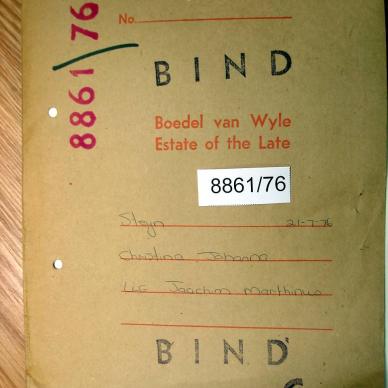 8861/76
No.
BIND
Boedel van Wyle
Estate of the Late
8861/76
Steyn 21-7-76
Christina Johanna
Joachim Marthinus
BIND